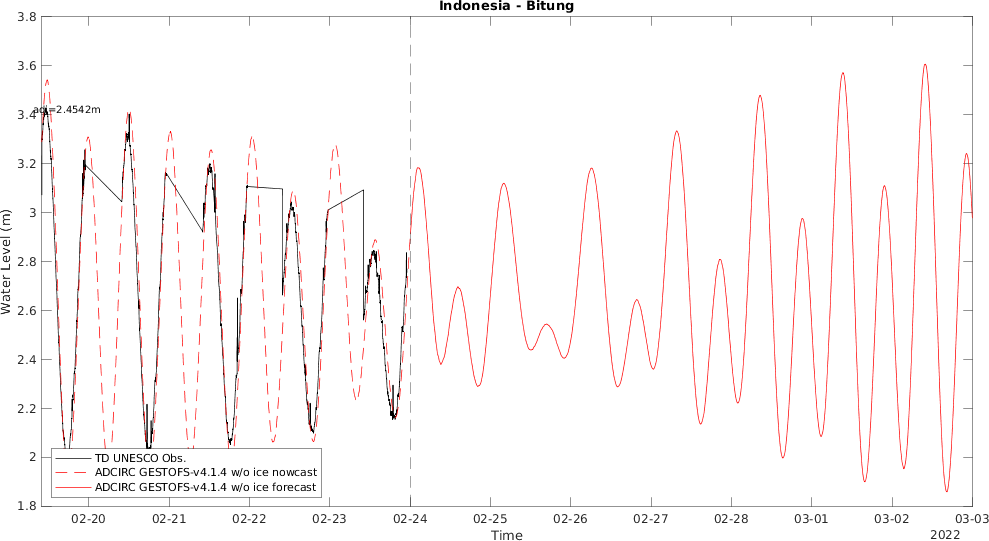 Indonesia - Bitung
Water Level (m)
3.8
3.6
3.4
3.2
3
2.8
2.6
2.4
2.2
2
1.8
=2.4542m
TD UNESCO Obs.
ADCIRC GESTOFS-v4.1.4 w/o ice nowcast
ADCIRC GESTOFS-v4.1.4 w/o ice forecast
02-20 02-21 02-22 02-23 02-24 02-25 02-26 02-27 02-28 03-01 03-02 03-03
Time
2022